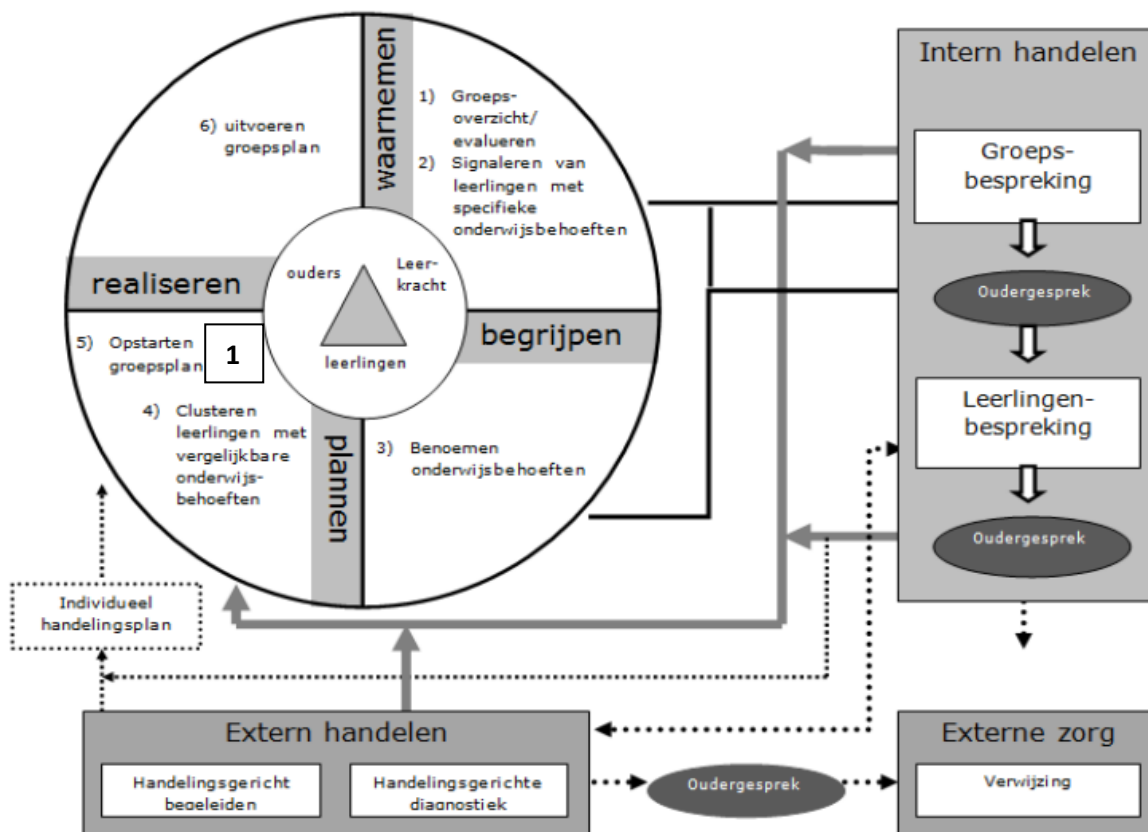 waarnemen
1) Groeps-
overzicht/
evalueren
2) Signaleren van
leerlingen met
specifieke
onderwijsbehoeften
6) uitvoeren
groepsplan
realiseren
ouders
Leer-
kracht
leerlingen
begrijpen
5) Opstarten
groepsplan
1
4) Clusteren
leerlingen met
vergelijkbare
onderwijs-
behoeften
plannen
3) Benoemen
onderwijsbehoeften
Intern handelen
Groeps-
bespreking
Oudergesprek
Leerlingen-
bespreking
Oudergesprek
Individueel
handelingsplan
Extern handelen
Handelingsgericht
begeleiden
Handelingsgerichte
diagnostiek
Oudergesprek
Externe zorg
Verwijzing